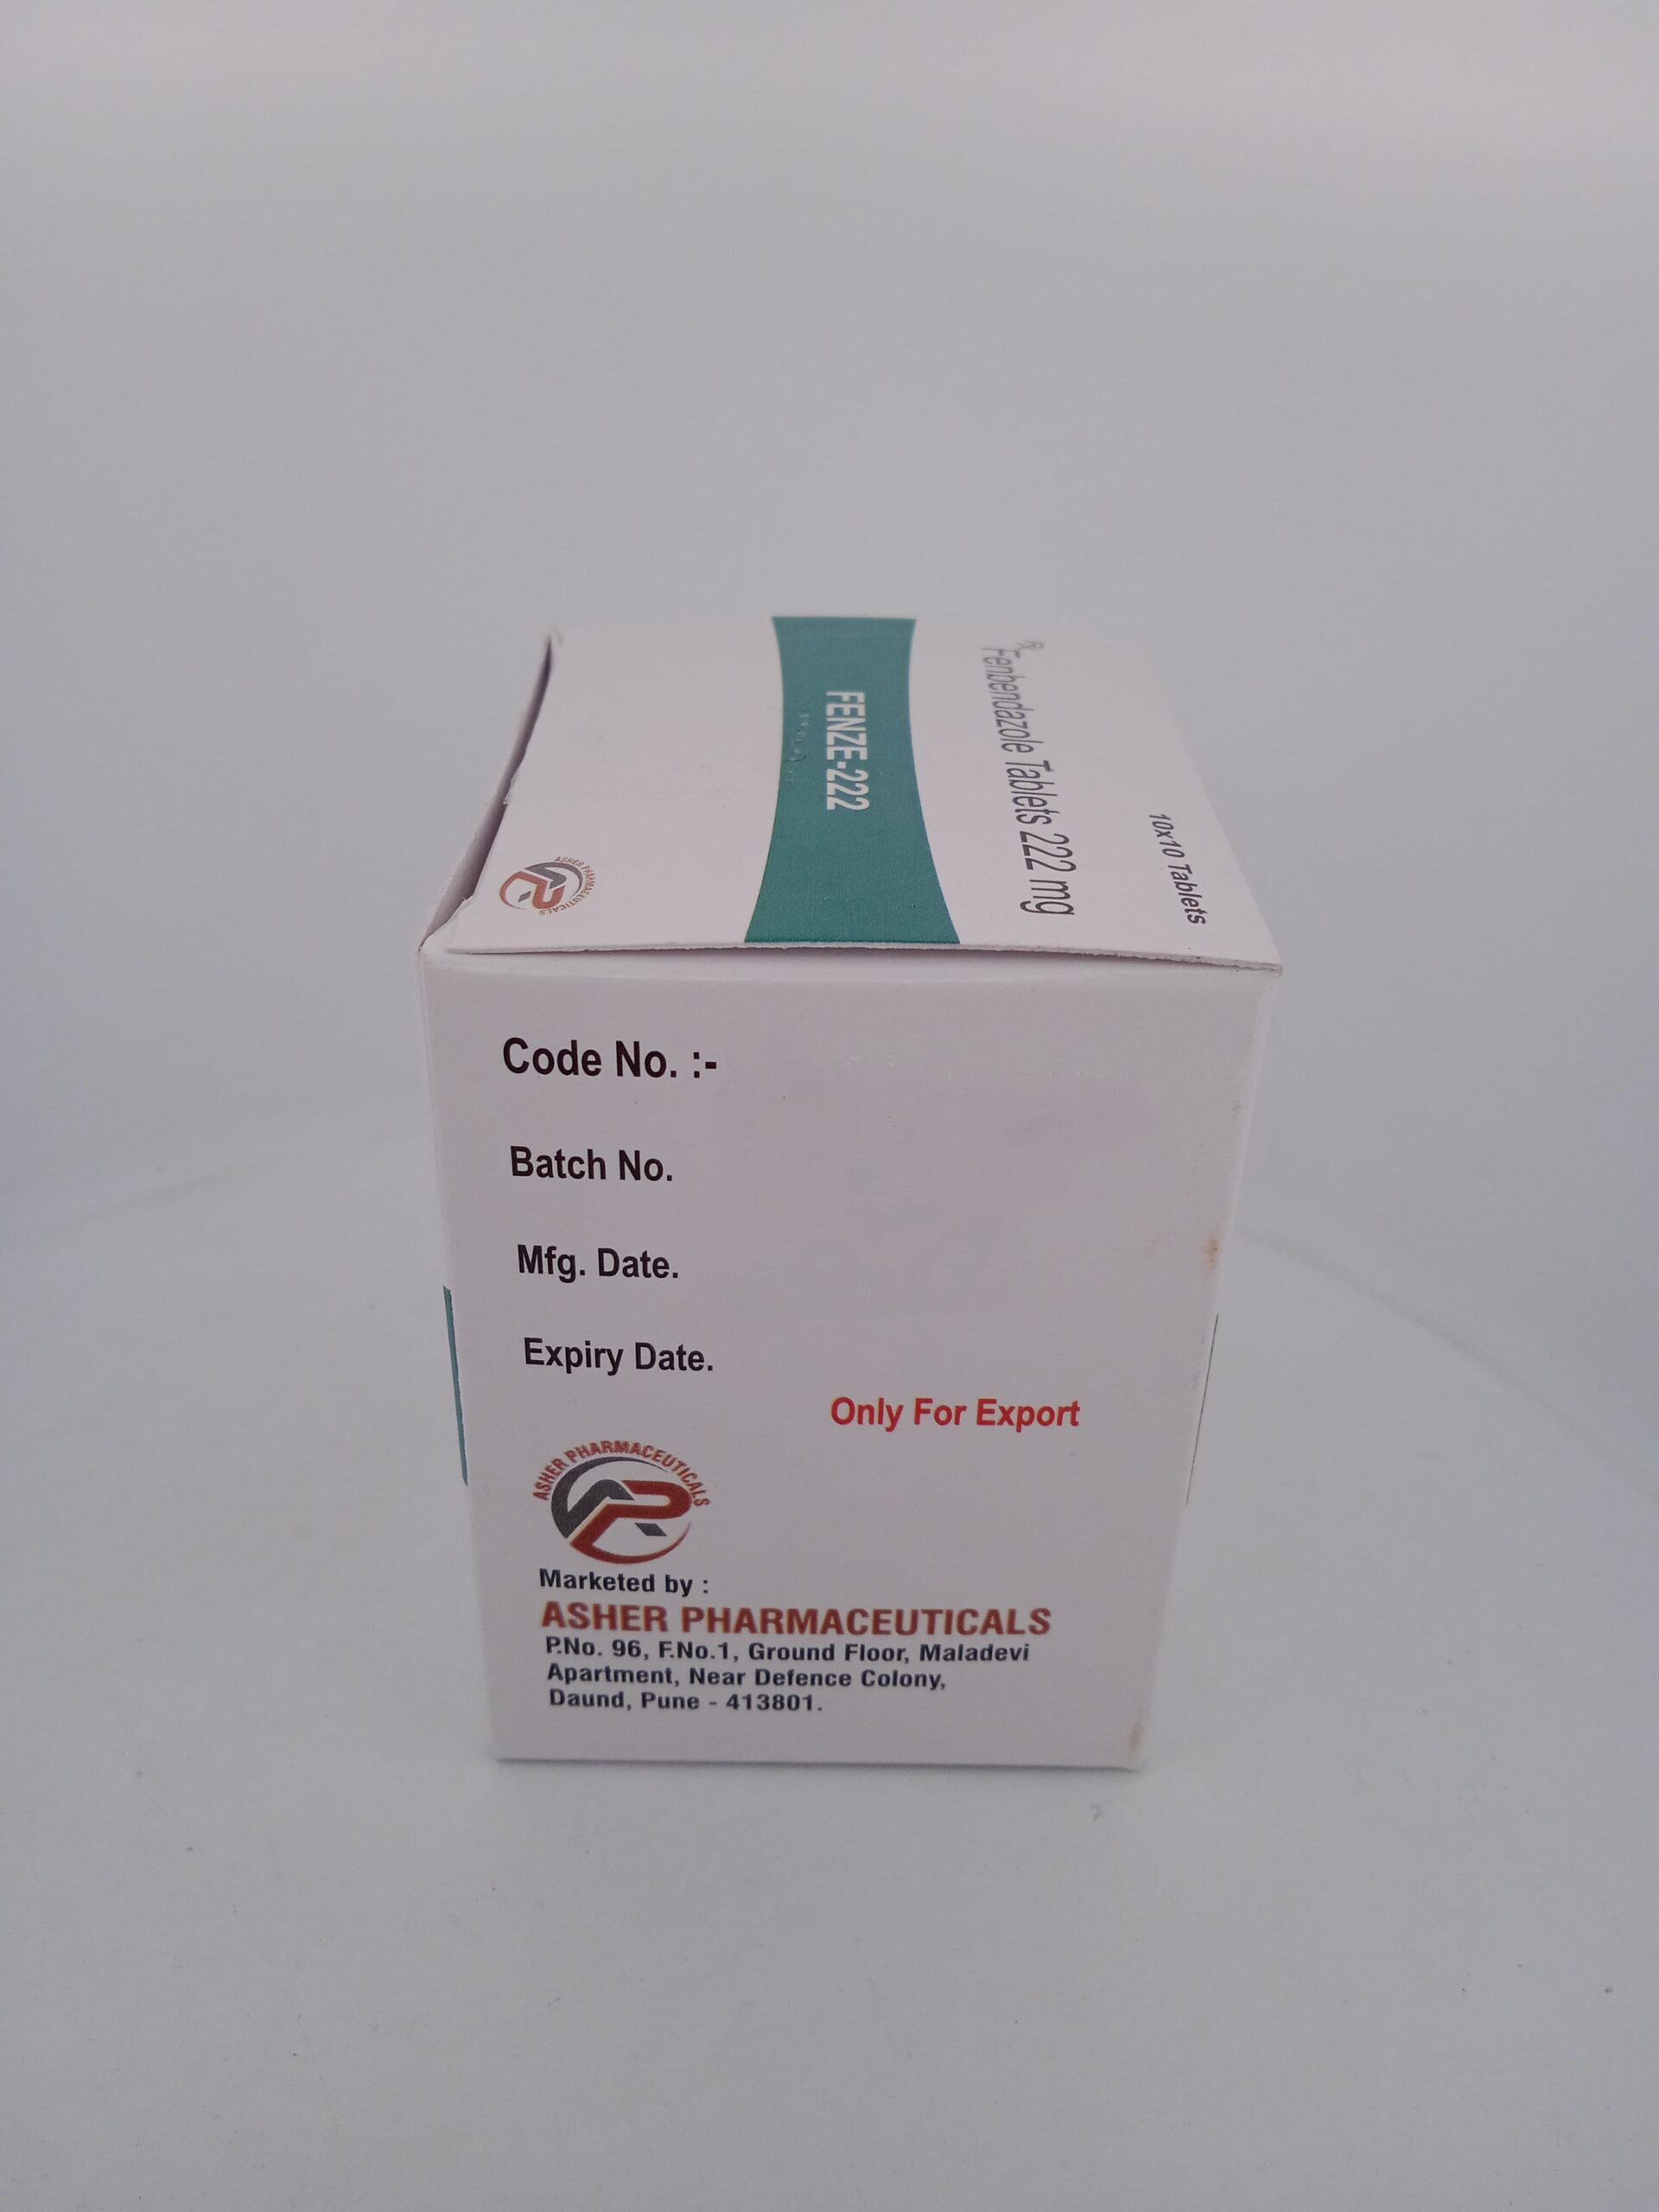 ℞
Fenbendazole Tablets 222 mg
10x10 Tablets
FENZE-222
ASHER PHARMACEUTICALS
Code No. :-
Batch No.
Mfg. Date.
Expiry Date.
Only For Export
ASHER PHARMACEUTICALS
Marketed by :
ASHER PHARMACEUTICALS
P.No. 96, F.No.1, Ground Floor, Maladevi
Apartment, Near Defence Colony,
Daund, Pune - 413801.